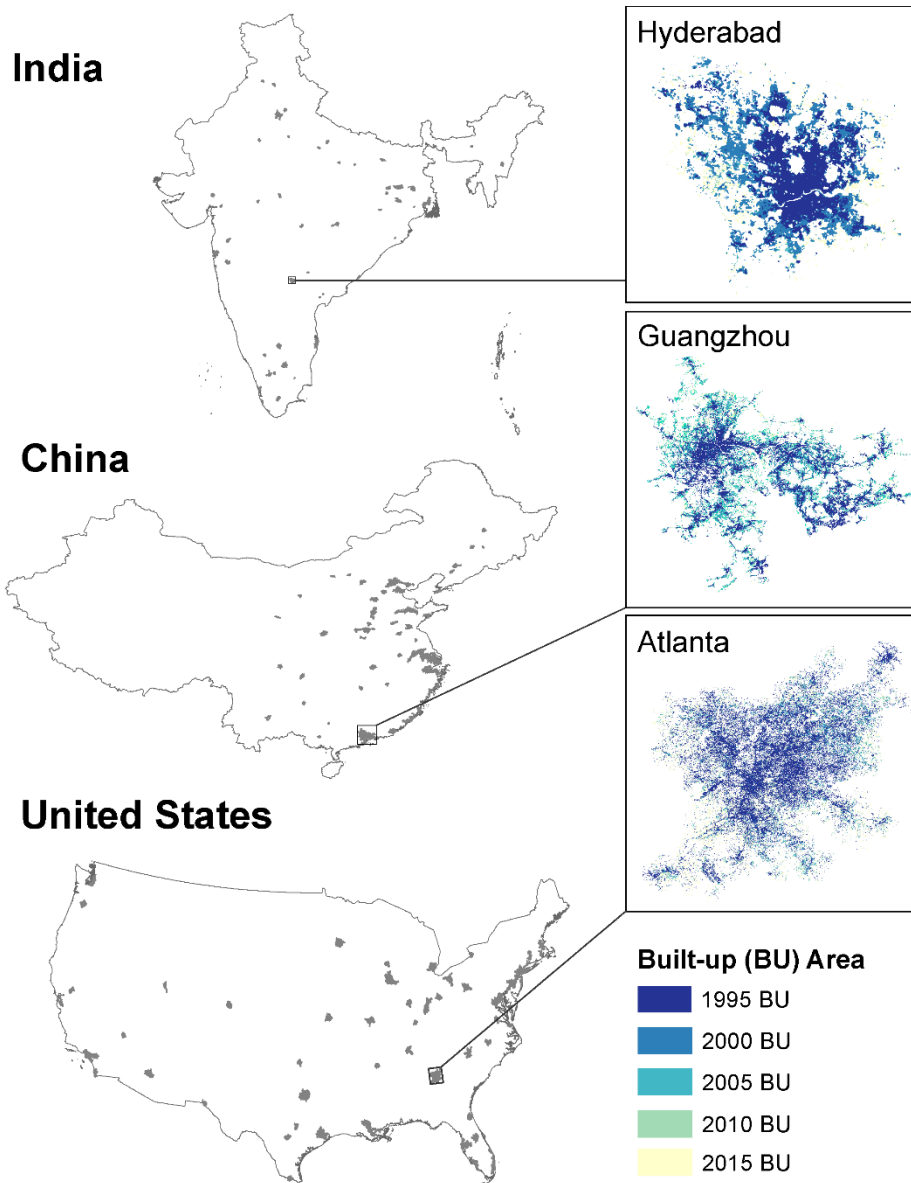 India
Hyderabad
Guangzhou
China
Atlanta
United States
Built-up (BU) Area
1995 BU
2000 BU
2005 BU
2010 BU
2015 BU